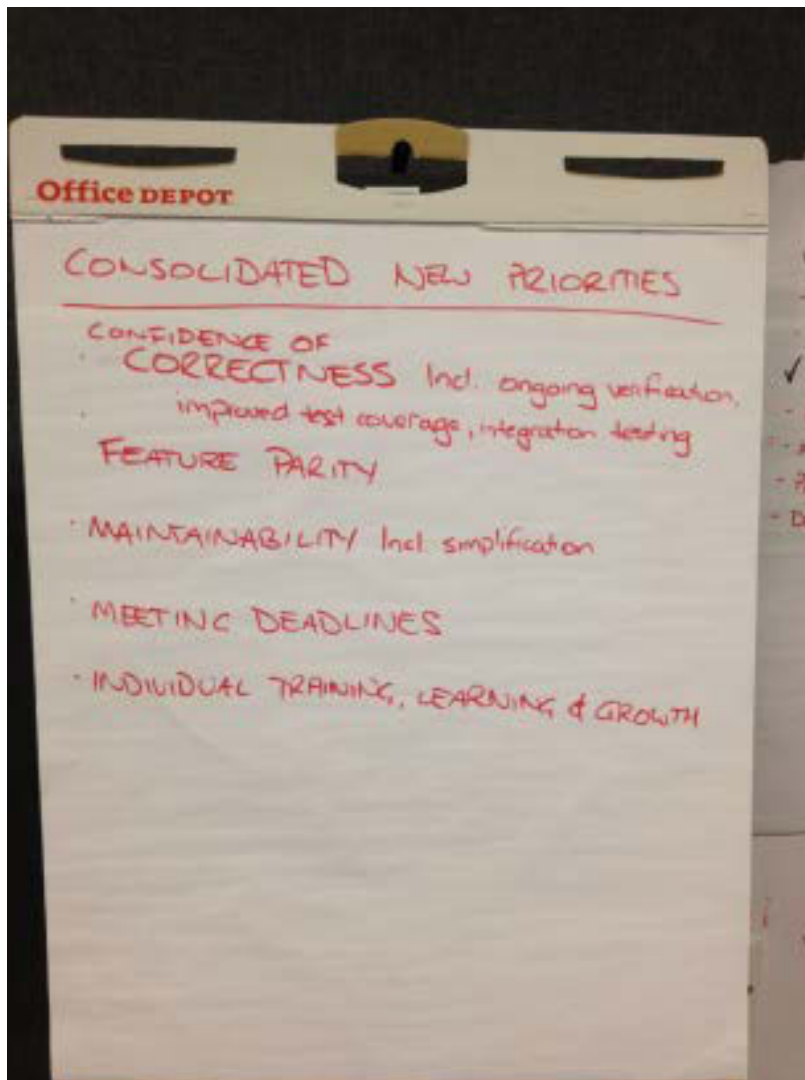 Office DEPOT
CONSOLIDATED NEW PRIORITIES
CONFIDENCE OF
· CORRECTNESS Incl. ongoing verification,
· improved test coverage, integration testing
FEATURE PARITY
· MAINTAINABILITY Incl simplification
· MEETING DEADLINES
· INDIVIDUAL TRAINING, LEARNING & GROWTH